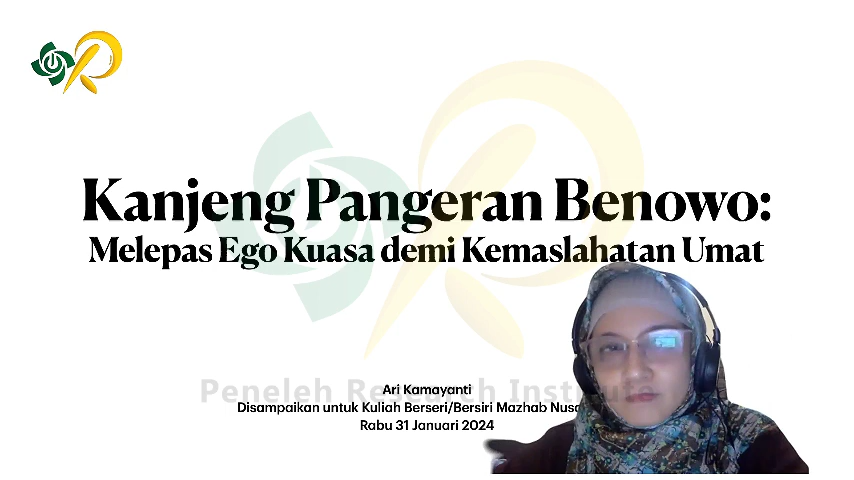 Kanjeng Pangeran Benowo:
Melepas Ego Kuasa demi Kemaslahatan Umat
Peneleh Research
Ari Kamayanti
Disampaikan untuk Kuliah Berseri/Bersiri Mazhab
Rabu 31 Januari 2024